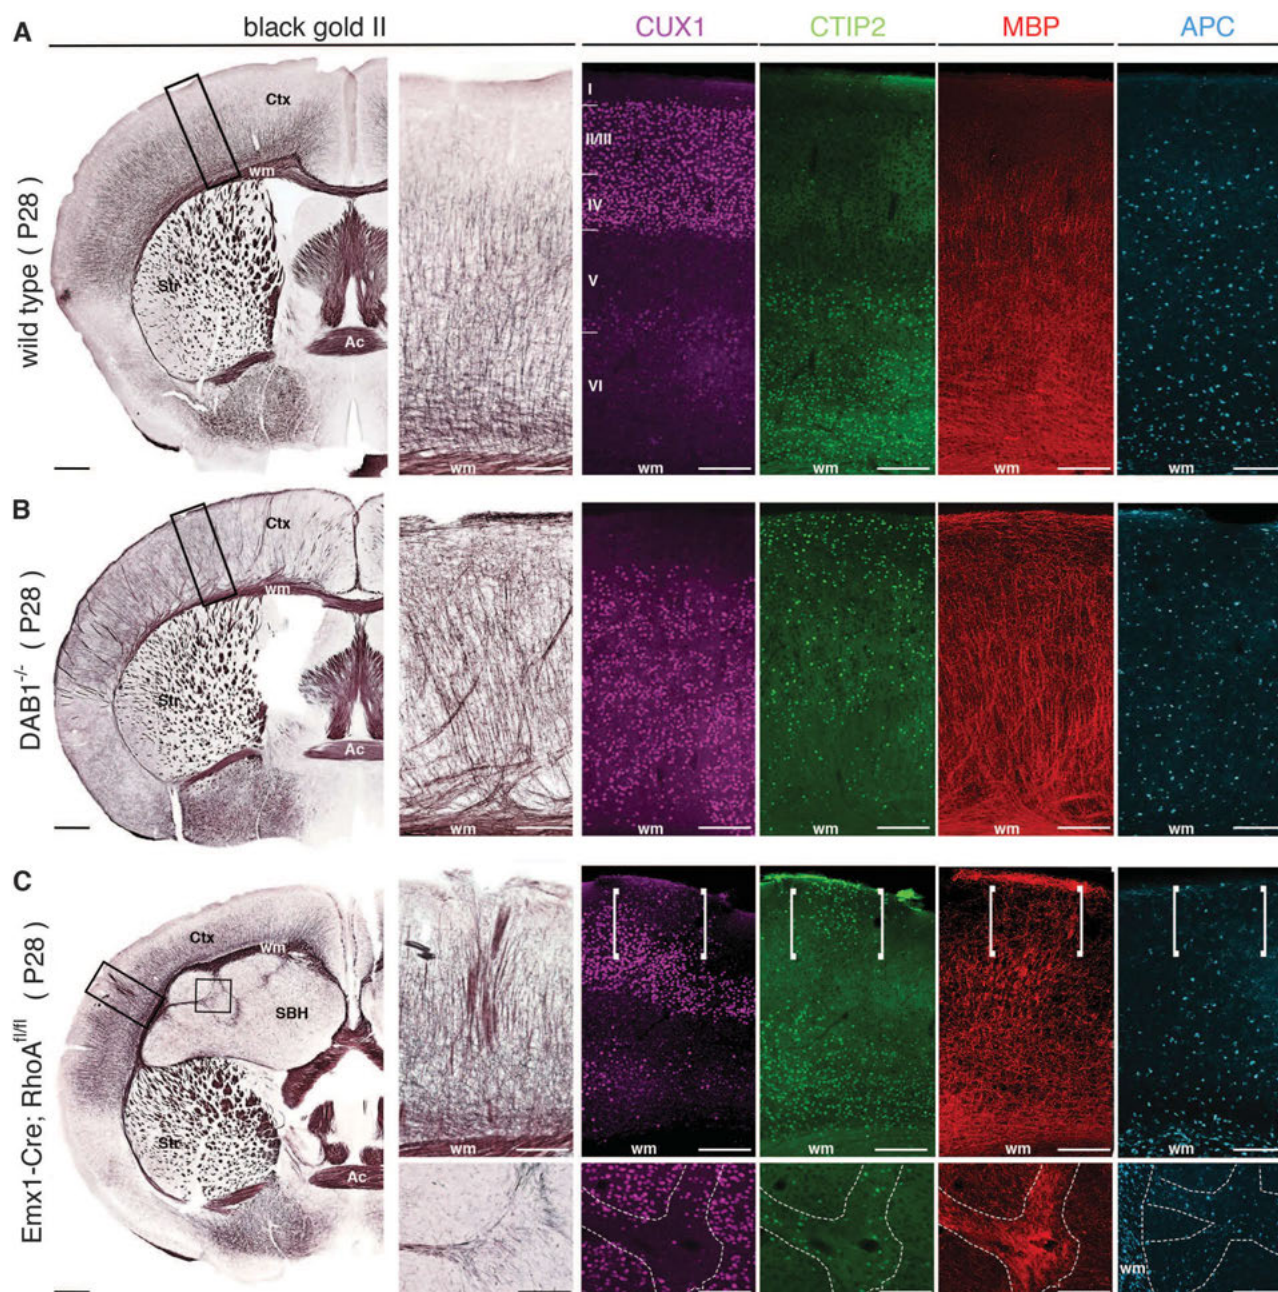 A
black gold II
CUX1
CTIP2
MBP
APC
wild type ( P28 )
Ctx
wm
Str
Ac
I
II/III
IV
V
VI
wm
wm
wm
wm
wm
B
DAB1-/- ( P28 )
Ctx
wm
Str
Ac
wm
wm
wm
wm
wm
C
Emx1-Cre; RhoAfl/fl ( P28 )
Ctx
wm
SBH
Str
Ac
wm
wm
wm
wm
wm
wm